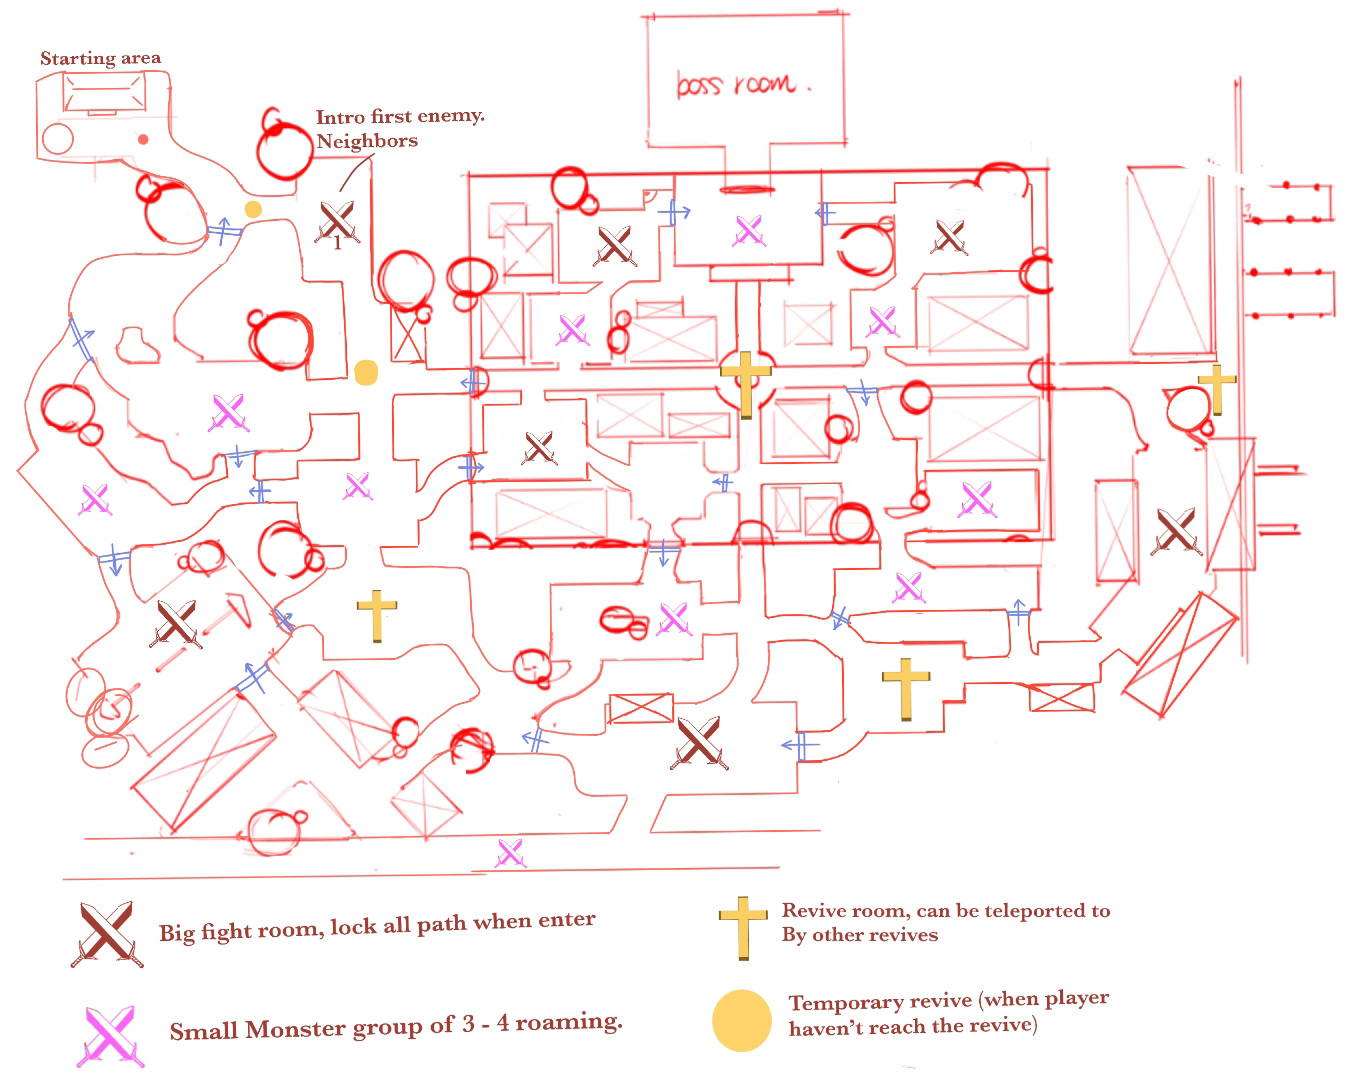 Starting area
Intro first enemy.
Neighbors
boss room.
1
Big fight room, lock all path when enter
Small Monster group of 3 - 4 roaming.
Revive room, can be teleported to
By other revives
Temporary revive (when player
haven't reach the revive)